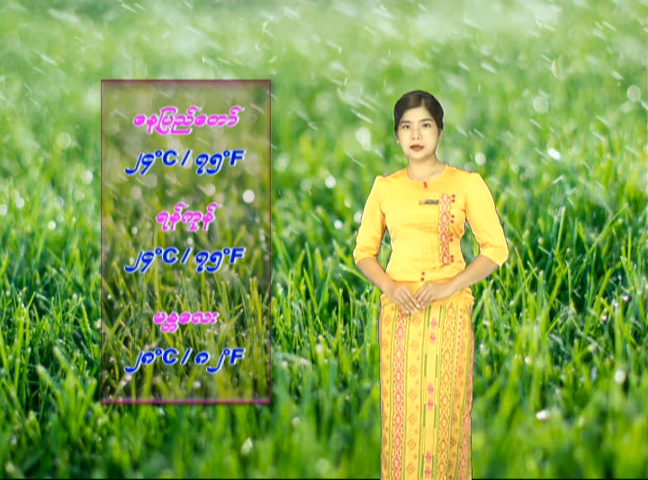 နေပြည်တော်
၂၄°C / ၇၅°F
ရန်ကုန်
၂၄°C / ၇၅°F
မန္တလေး
၂၈°C / ၈၂°F